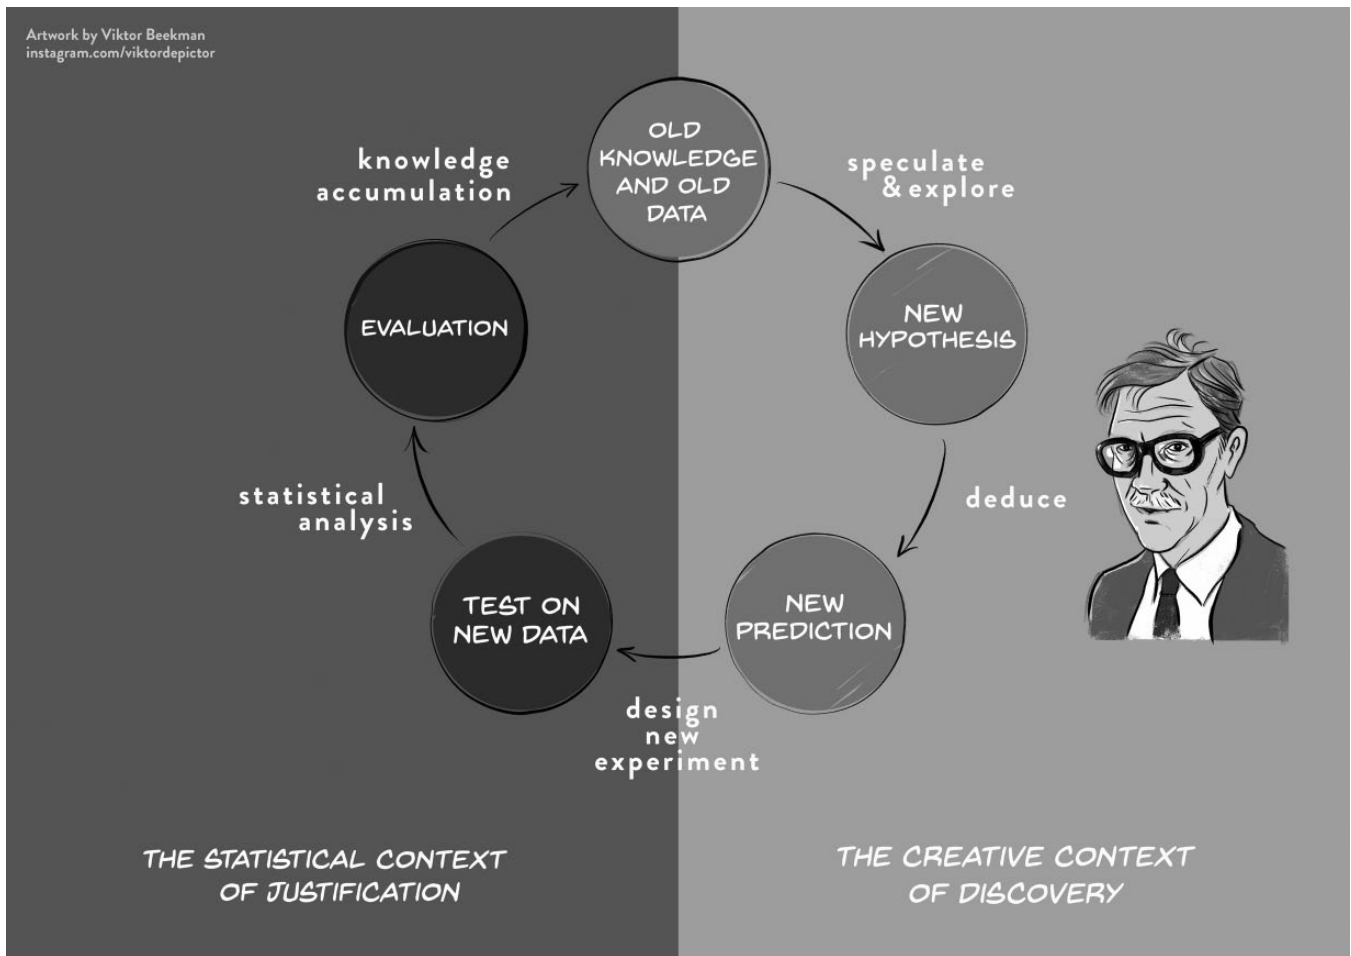 Artwork by Viktor Beekman
instagram.com/viktordepictor
OLD
KNOWLEDGE
AND OLD
DATA
speculate
& explore
NEW
HYPOTHESIS
deduce
NEW
PREDICTION
design
new
experiment
TEST ON
NEW DATA
statistical
analysis
EVALUATION
knowledge
accumulation
THE STATISTICAL CONTEXT
OF JUSTIFICATION
THE CREATIVE CONTEXT
OF DISCOVERY